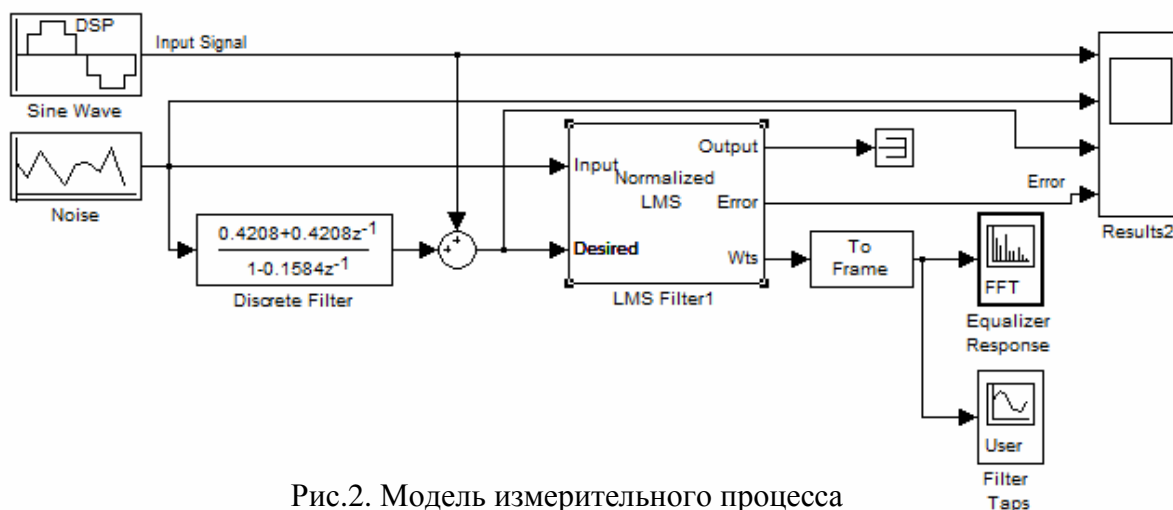 DSP
Input Signal
Sine Wave
Noise
0.4208+0.4208z-1
1-0.1584z-1
Discrete Filter
+
+
Input
Normalized
LMS
Output
Error
Desired
Wts
LMS Filter1
To
Frame
FFT
Equalizer
Response
User
Filter
Taps
Error
Results2
Рис.2. Модель измерительного процесса